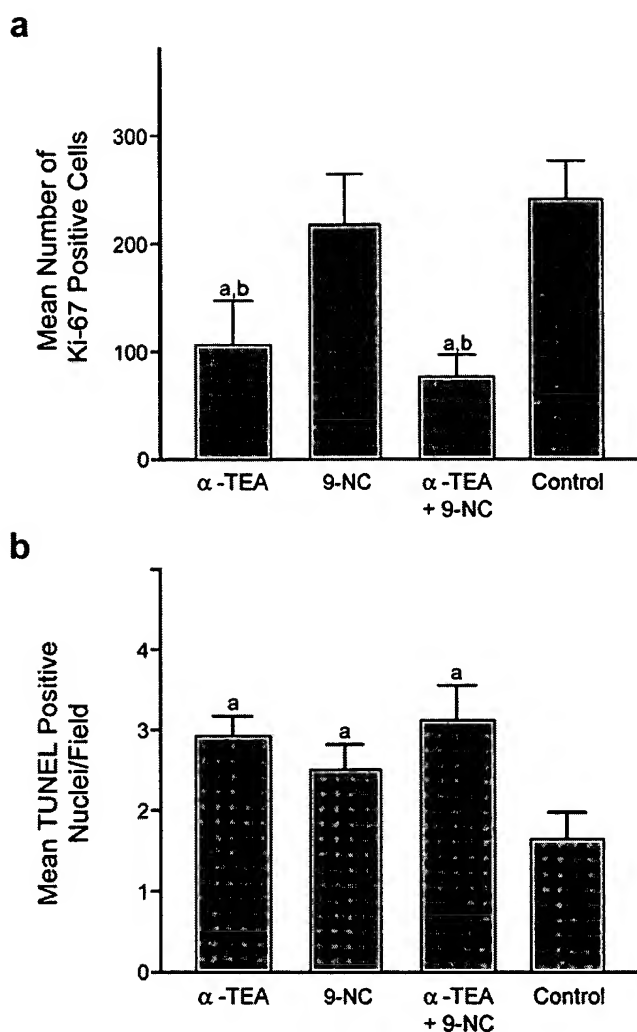 a
Mean Number of
Ki-67 Positive Cells
300
200
100
0
a,b
a,b
α -TEA
9-NC
α -TEA
+ 9-NC
Control
b
Mean TUNEL Positive
Nuclei/Field
4
3
2
1
0
a
a
a
α -TEA
9-NC
α -TEA
+ 9-NC
Control